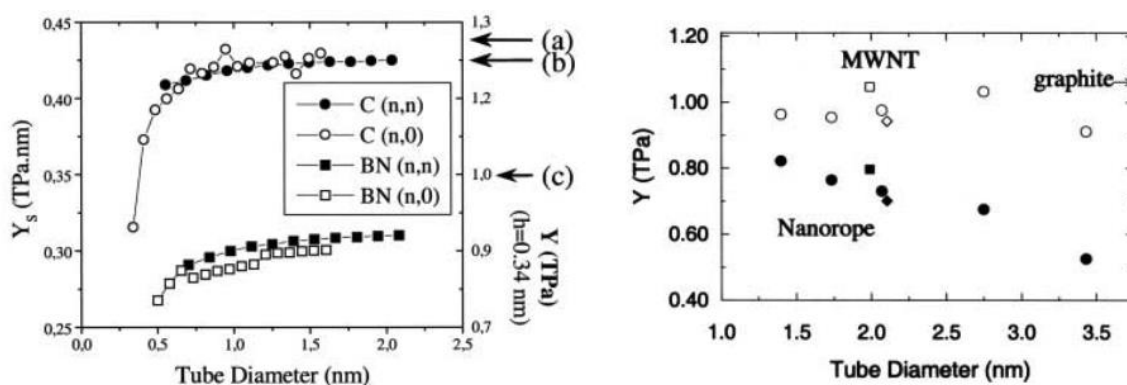 0,45
0,40
0,35
0,30
0,25
Y_s (TPa.nm)
0,0
0,5
1,0
1,5
2,0
2,5
Tube Diameter (nm)
C (n,n)
C (n,0)
BN (n,n)
BN (n,0)
1,3
1,2
1,1
1,0
0,9
0,8
0,7
Y (TPa)
(h=0.34 nm)
(a)
(b)
(c)
1.20
1.00
0.80
0.60
0.40
Y (TPa)
MWNT
graphite
Nanorope
1.0
1.5
2.0
2.5
3.0
3.5
Tube Diameter (nm)